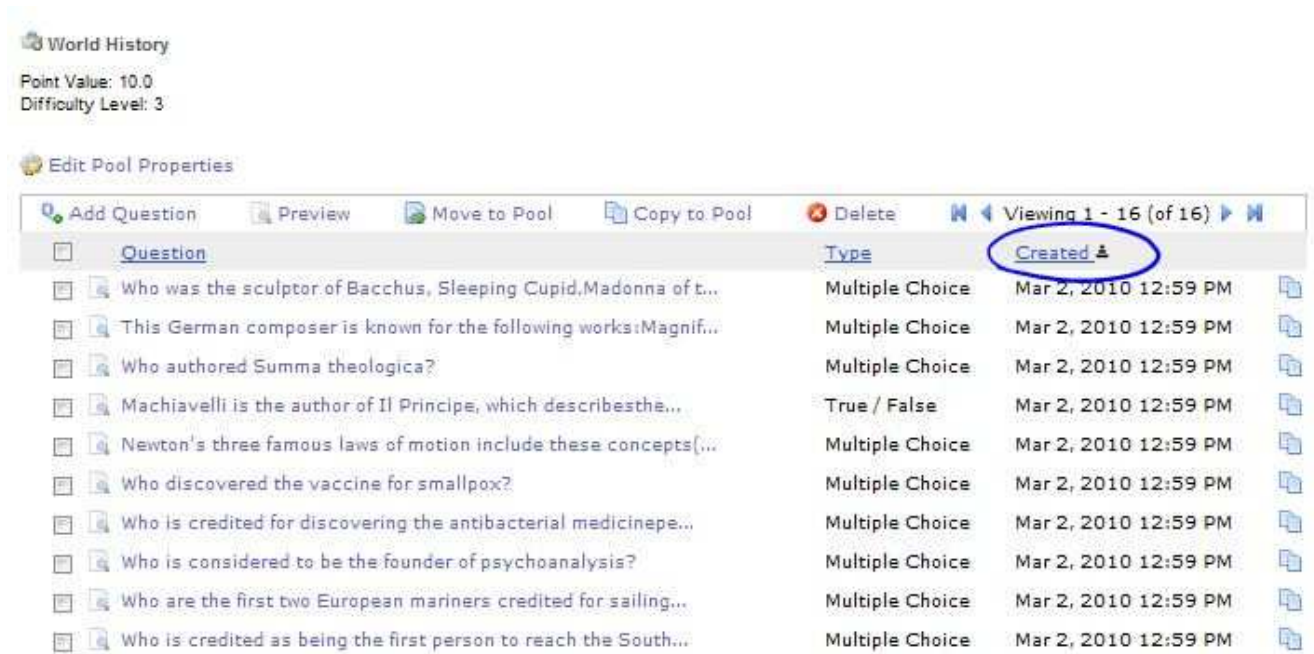 World History
Point Value: 10.0
Difficulty Level: 3
Edit Pool Properties
Add Question Preview Move to Pool Copy to Pool Delete Viewing 1 - 16 (of 16)
Question Type Created
Who was the sculptor of Bacchus, Sleeping Cupid,Madonna of t... Multiple Choice Mar 2, 2010 12:59 PM
This German composer is known for the following works:Magnif... Multiple Choice Mar 2, 2010 12:59 PM
Who authored Summa theologica? Multiple Choice Mar 2, 2010 12:59 PM
Machiavelli is the author of Il Principe, which describesthe... True / False Mar 2, 2010 12:59 PM
Newton's three famous laws of motion include these concepts(... Multiple Choice Mar 2, 2010 12:59 PM
Who discovered the vaccine for smallpox? Multiple Choice Mar 2, 2010 12:59 PM
Who is credited for discovering the antibacterial medicinepe... Multiple Choice Mar 2, 2010 12:59 PM
Who is considered to be the founder of psychoanalysis? Multiple Choice Mar 2, 2010 12:59 PM
Who are the first two European mariners credited for sailing... Multiple Choice Mar 2, 2010 12:59 PM
Who is credited as being the first person to reach the South... Multiple Choice Mar 2, 2010 12:59 PM